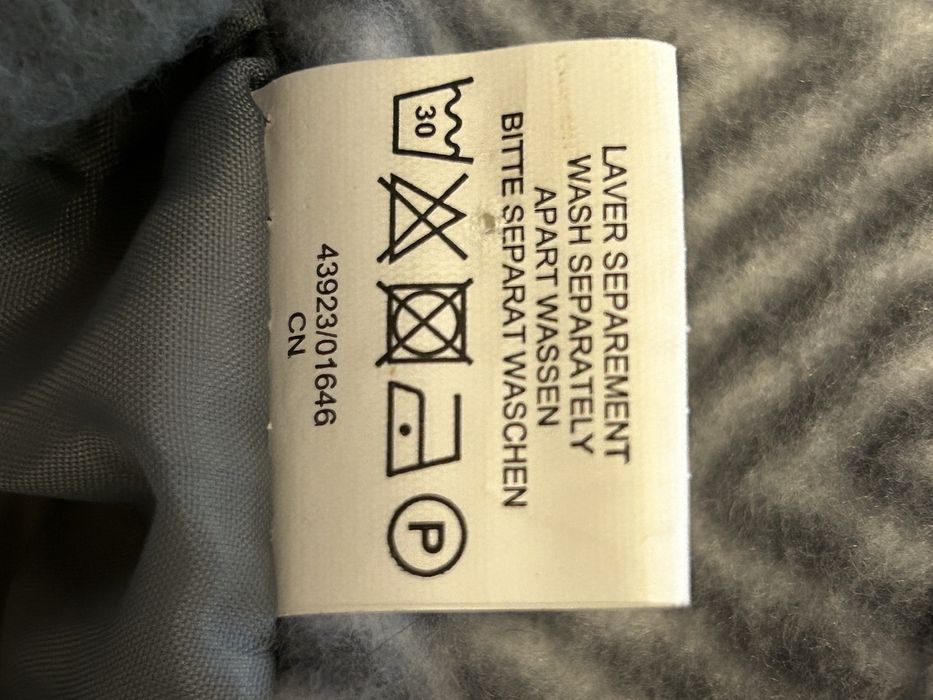 LAVER SEPAREMENT
WASH SEPARATELY
APART WASSEN
BITTE SEPARAT WASCHEN
30
P
43923/01646
CN.